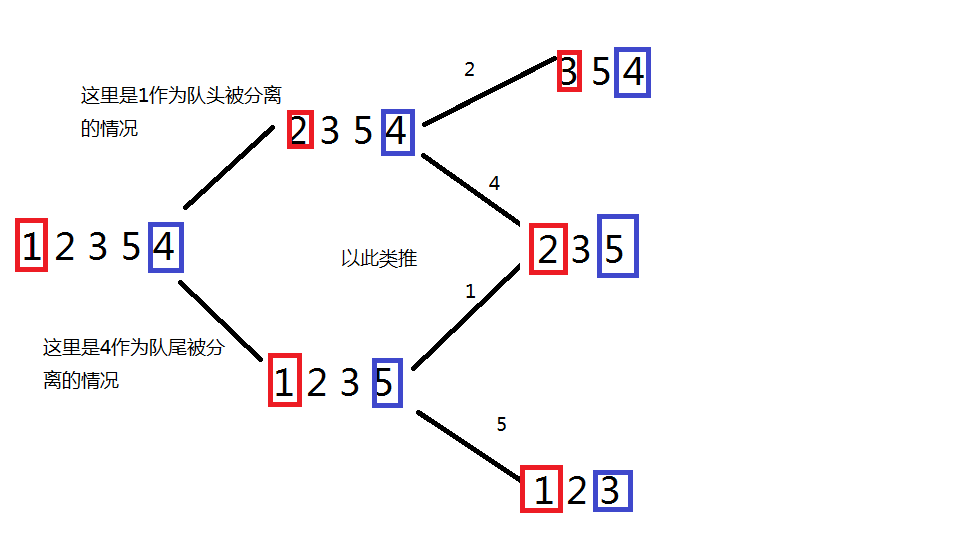 2
3 5 4
这里是1作为队头被分离
的情况
2 3 5 4
4
1 2 3 5 4
2 3 5
以此类推
1
这里是4作为队尾被分
离的情况
1 2 3 5
5
1 2 3